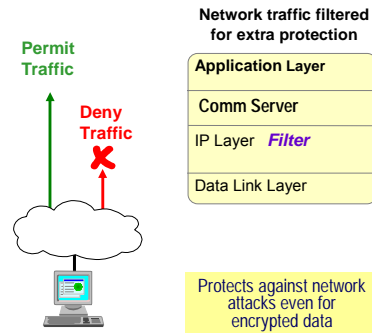 Network traffic filtered
for extra protection
Permit
Traffic
Deny
Traffic
Application Layer
Comm Server
IP Layer Filter
Data Link Layer
Protects against network
attacks even for
encrypted data